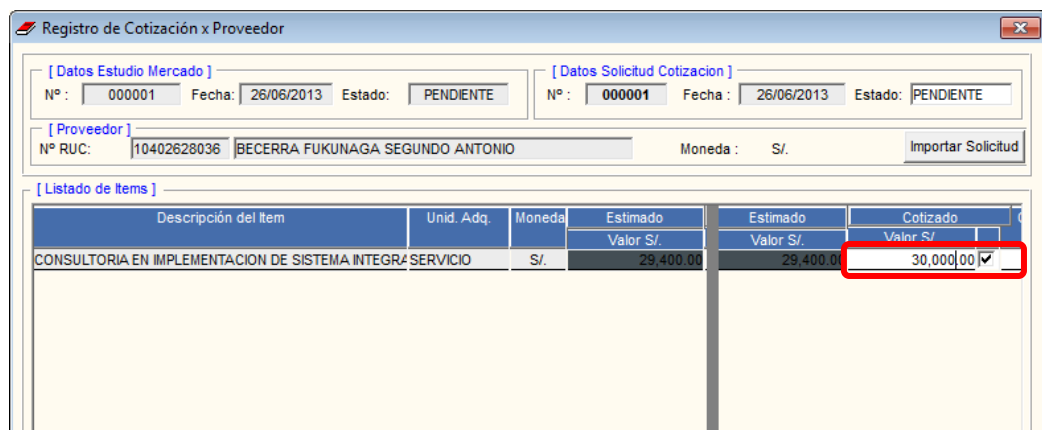 Registro de Cotización x Proveedor
[ Datos Estudio Mercado ]
Nº : 000001 Fecha: 26/06/2013 Estado: PENDIENTE
[ Datos Solicitud Cotizacion ]
Nº : 000001 Fecha : 26/06/2013 Estado: PENDIENTE
[ Proveedor ]
Nº RUC: 10402628036 BECERRA FUKUNAGA SEGUNDO ANTONIO Moneda : S/. Importar Solicitud
[ Listado de Items ]
Descripción del Item Unid. Adq. Moneda Estimado Estimado Cotizado
Valor S/. Valor S/. Valor S/.
CONSULTORIA EN IMPLEMENTACION DE SISTEMA INTEGRA SERVICIO S/. 29,400.00 29,400.00 30,000.00